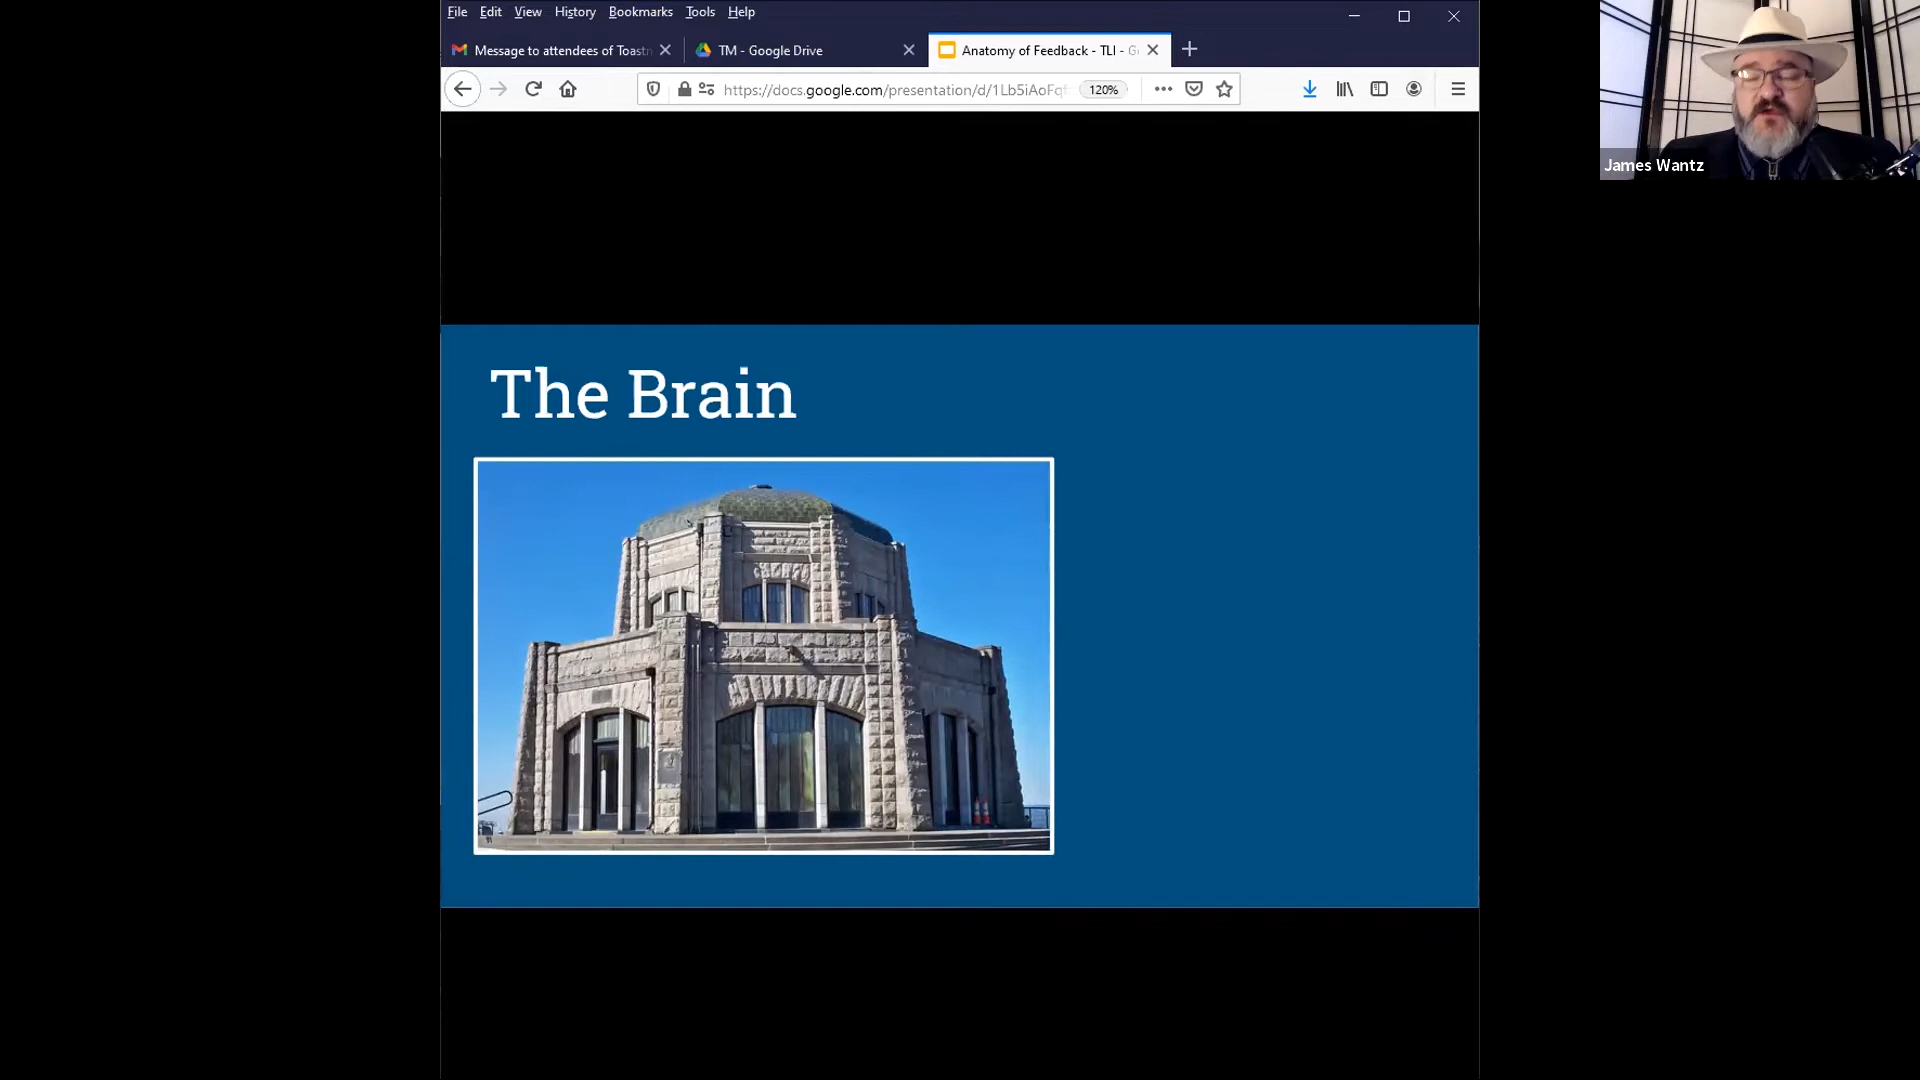 File Edit View History Bookmarks Tools Help
Message to attendees of Toastm
TM - Google Drive
Anatomy of Feedback - TLI - G
https://docs.google.com/presentation/d/1Lb5iAoFq
120%
James Wantz
The Brain